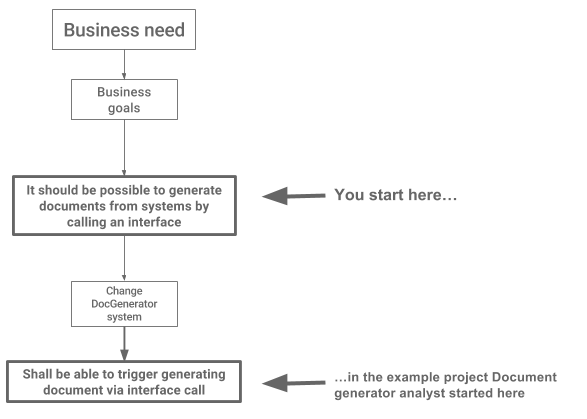 Business need
Business
goals
It should be possible to generate
documents from systems by
calling an interface
You start here…
Change
DocGenerator
system
Shall be able to trigger generating
document via interface call
…in the example project Document
generator analyst started here